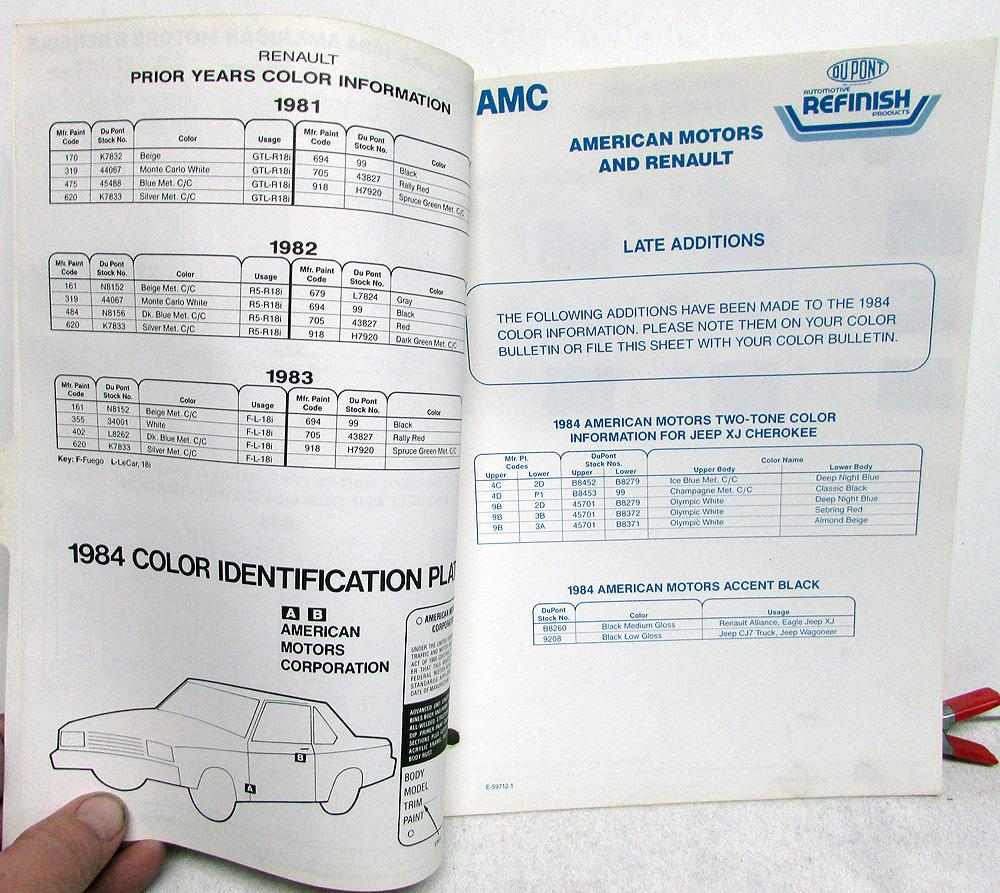 RENAULT
PRIOR YEARS COLOR INFORMATION
1981
Mfr. Paint Code Du Pont Stock No. Color Usage Mfr. Paint Code Du Pont Stock No. Color
170 K7832 Beige GTL-R18i 694 99 Black
319 44067 Monte Carlo White GTL-R18i 705 43827 Rally Red
475 45488 Blue Met. C/C GTL-R18i 918 H7920 Spruce Green Met. C/C
620 K7833 Silver Met. C/C GTL-R18i
1982
Mfr. Paint Code Du Pont Stock No. Color Usage Mfr. Paint Code Du Pont Stock No. Color
161 N8152 Beige Met. C/C R5-R18i 679 L7824 Gray
319 44067 Monte Carlo White R5-R18i 694 99 Black
484 N8156 Dk. Blue Met. C/C R5-R18i 705 43827 Red
620 K7833 Silver Met. C/C R5-R18i 918 H7920 Dark Green Met. C/C
1983
Mfr. Paint Code Du Pont Stock No. Color Usage Mfr. Paint Code Du Pont Stock No. Color
161 N8152 Beige Met. C/C F-L-18i 694 99 Black
355 34001 White F-L-18i 705 43827 Rally Red
402 L8262 Dk. Blue Met. C/C F-L-18i 918 H7920 Spruce Green Met. C/C
620 K7833 Silver Met. C/C F-L-18i
Key: F-Fuego L-LeCar, 18i
1984 COLOR IDENTIFICATION PLA
A B
AMERICAN
MOTORS
CORPORATION
B
A
AMERICAN
BODY
MODEL
TRIM
PAINT
AMC
DU PONT
AUTOMOTIVE
REFINISH
PRODUCTS
AMERICAN MOTORS
AND RENAULT
LATE ADDITIONS
THE FOLLOWING ADDITIONS HAVE BEEN MADE TO THE 1984
COLOR INFORMATION. PLEASE NOTE THEM ON YOUR COLOR
BULLETIN OR FILE THIS SHEET WITH YOUR COLOR BULLETIN.
1984 AMERICAN MOTORS TWO-TONE COLOR
INFORMATION FOR JEEP XJ CHEROKEE
Mfr. Pt. Codes DuPont Stock Nos. Color Name
Upper Lower Upper Lower Upper Body Lower Body
4C 2D B8452 B8279 Ice Blue Met. C/C Deep Night Blue
4D P1 B8453 99 Champagne Met. C/C Classic Black
9B 2D 45701 B8279 Olympic White Deep Night Blue
9B 3B 45701 B8372 Olympic White Sebring Red
9B 3A 45701 B8371 Olympic White Almond Beige
1984 AMERICAN MOTORS ACCENT BLACK
DuPont Stock No. Color Usage
B8260 Black Medium Gloss Renault Alliance, Eagle Jeep XJ
9208 Black Low Gloss Jeep CJ7 Truck, Jeep Wagoneer
E-59712-1